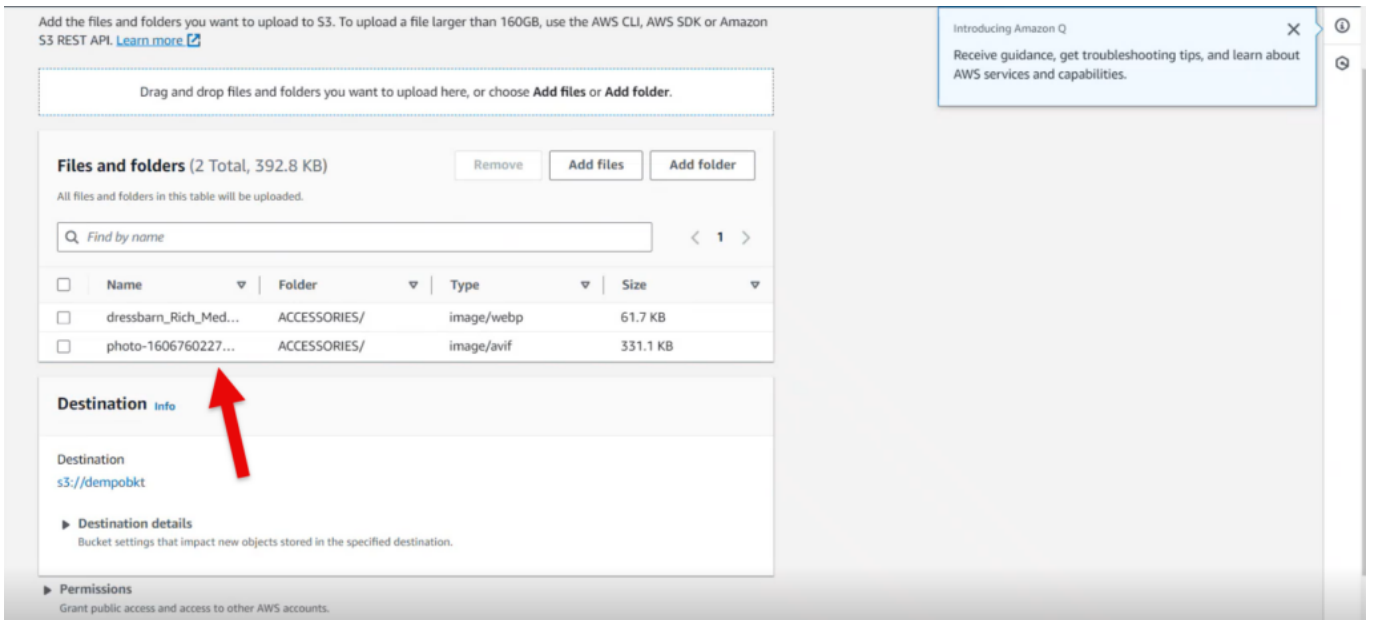 Add the files and folders you want to upload to S3. To upload a file larger than 160GB, use the AWS CLI, AWS SDK or Amazon
S3 REST API. Learn more
Introducing Amazon Q
Receive guidance, get troubleshooting tips, and learn about
AWS services and capabilities.
Drag and drop files and folders you want to upload here, or choose Add files or Add folder.
Files and folders (2 Total, 392.8 KB)
Remove
Add files
Add folder
All files and folders in this table will be uploaded.
Find by name
1
Name Folder Type Size
dressbarn_Rich_Med... ACCESSORIES/ image/webp 61.7 KB
photo-1606760227... ACCESSORIES/ image/avif 331.1 KB
Destination Info
Destination
s3://dempobkt
Destination details
Bucket settings that impact new objects stored in the specified destination.
Permissions
Grant public access and access to other AWS accounts.